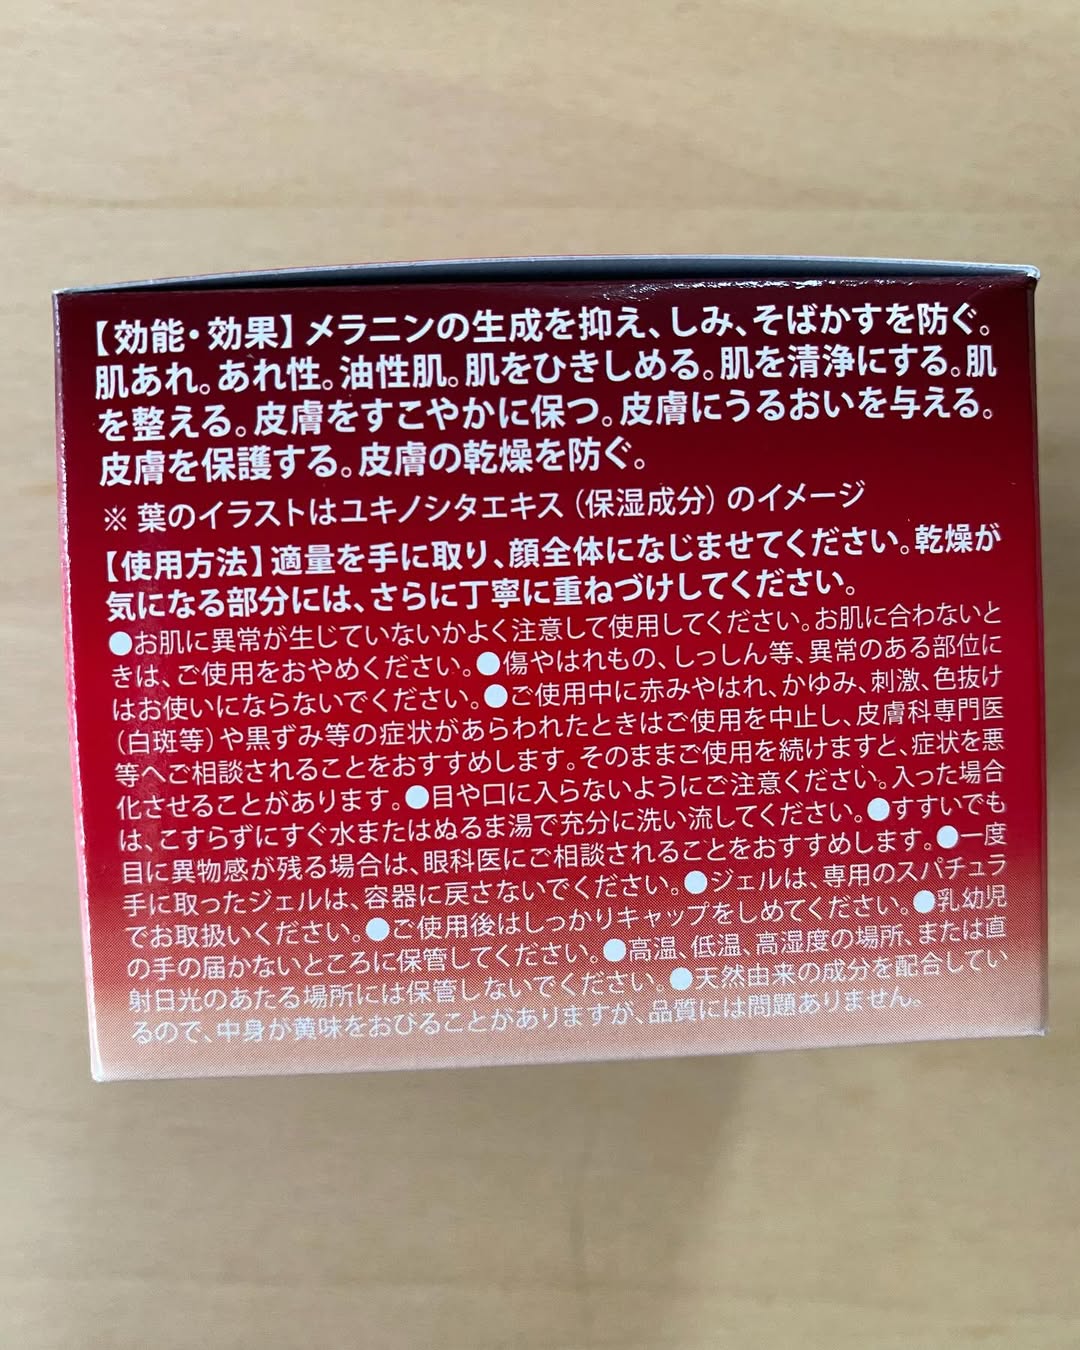 【効能・効果】メラニンの生成を抑え、しみ、そばかすを防ぐ。
肌あれ。あれ性。油性肌。肌をひきしめる。肌を清浄にする。肌
を整える。皮膚をすこやかに保つ。皮膚にうるおいを与える。
皮膚を保護する。皮膚の乾燥を防ぐ。
※ 葉のイラストはユキノシタエキス（保湿成分）のイメージ
【使用方法】適量を手に取り、顔全体になじませてください。乾燥が
気になる部分には、さらに丁寧に重ねづけしてください。
●お肌に異常が生じていないかよく注意して使用してください。お肌に合わないと
きは、ご使用をおやめください。●傷やはれもの、しっしん等、異常のある部位に
はお使いにならないでください。●ご使用中に赤みやはれ、かゆみ、刺激、色抜け
（白斑等）や黒ずみ等の症状があらわれたときはご使用を中止し、皮膚科専門医
等へご相談されることをおすすめします。そのままご使用を続けますと、症状を悪
化させることがあります。●目や口に入らないようにご注意ください。入った場合
は、こすらずにすぐ水またはぬるま湯で充分に洗い流してください。●すすいでも
目に異物感が残る場合は、眼科医にご相談されることをおすすめします。●一度
手に取ったジェルは、容器に戻さないでください。●ジェルは、専用のスパチュラ
でお取扱いください。●ご使用後はしっかりキャップをしめてください。●乳幼児
の手の届かないところに保管してください。●高温、低温、高湿度の場所、または直
射日光のあたる場所には保管しないでください。●天然由来の成分を配合してい
るので、中身が黄味をおびることがありますが、品質には問題ありません。